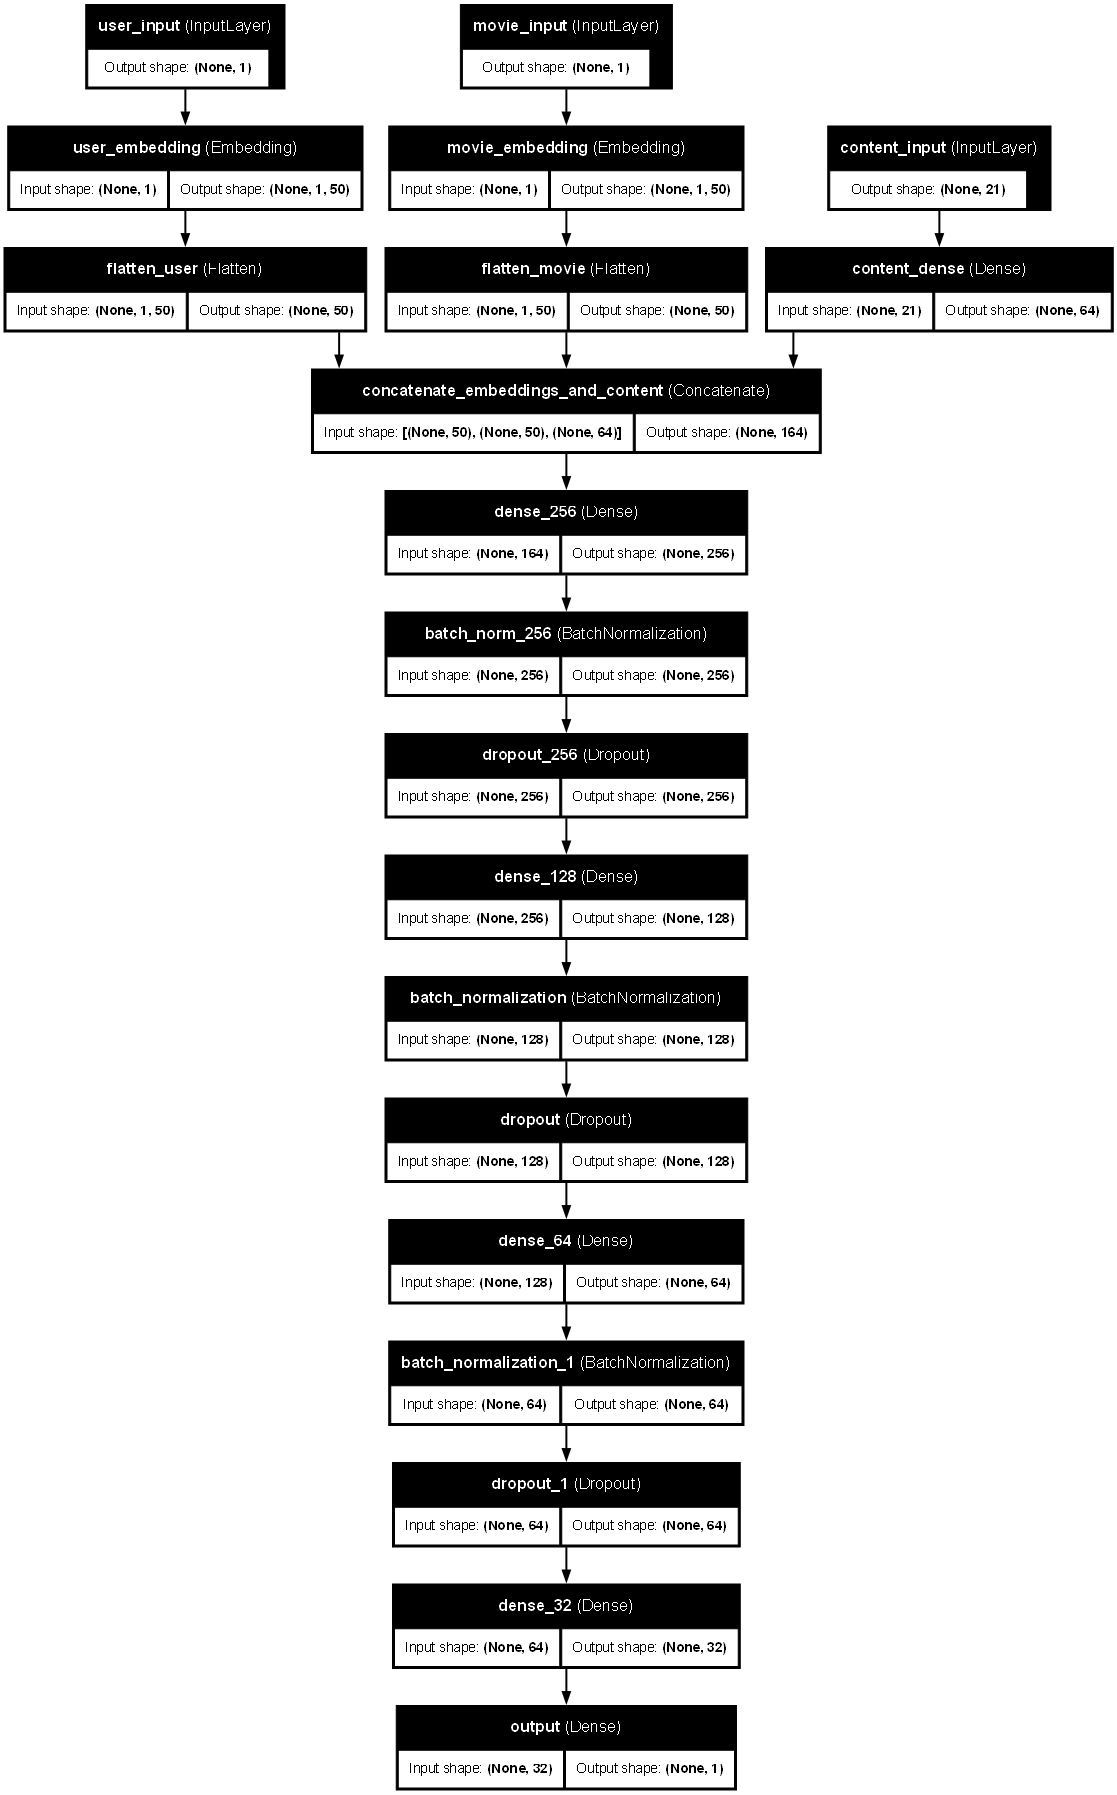 user_input (InputLayer)
Output shape: (None, 1)
movie_input (InputLayer)
Output shape: (None, 1)
user_embedding (Embedding)
Input shape: (None, 1) Output shape: (None, 1, 50)
movie_embedding (Embedding)
Input shape: (None, 1) Output shape: (None, 1, 50)
content_input (InputLayer)
Output shape: (None, 21)
flatten_user (Flatten)
Input shape: (None, 1, 50) Output shape: (None, 50)
flatten_movie (Flatten)
Input shape: (None, 1, 50) Output shape: (None, 50)
content_dense (Dense)
Input shape: (None, 21) Output shape: (None, 64)
concatenate_embeddings_and_content (Concatenate)
Input shape: [(None, 50), (None, 50), (None, 64)] Output shape: (None, 164)
dense_256 (Dense)
Input shape: (None, 164) Output shape: (None, 256)
batch_norm_256 (BatchNormalization)
Input shape: (None, 256) Output shape: (None, 256)
dropout_256 (Dropout)
Input shape: (None, 256) Output shape: (None, 256)
dense_128 (Dense)
Input shape: (None, 256) Output shape: (None, 128)
batch_normalization (BatchNormalization)
Input shape: (None, 128) Output shape: (None, 128)
dropout (Dropout)
Input shape: (None, 128) Output shape: (None, 128)
dense_64 (Dense)
Input shape: (None, 128) Output shape: (None, 64)
batch_normalization_1 (BatchNormalization)
Input shape: (None, 64) Output shape: (None, 64)
dropout_1 (Dropout)
Input shape: (None, 64) Output shape: (None, 64)
dense_32 (Dense)
Input shape: (None, 64) Output shape: (None, 32)
output (Dense)
Input shape: (None, 32) Output shape: (None, 1)